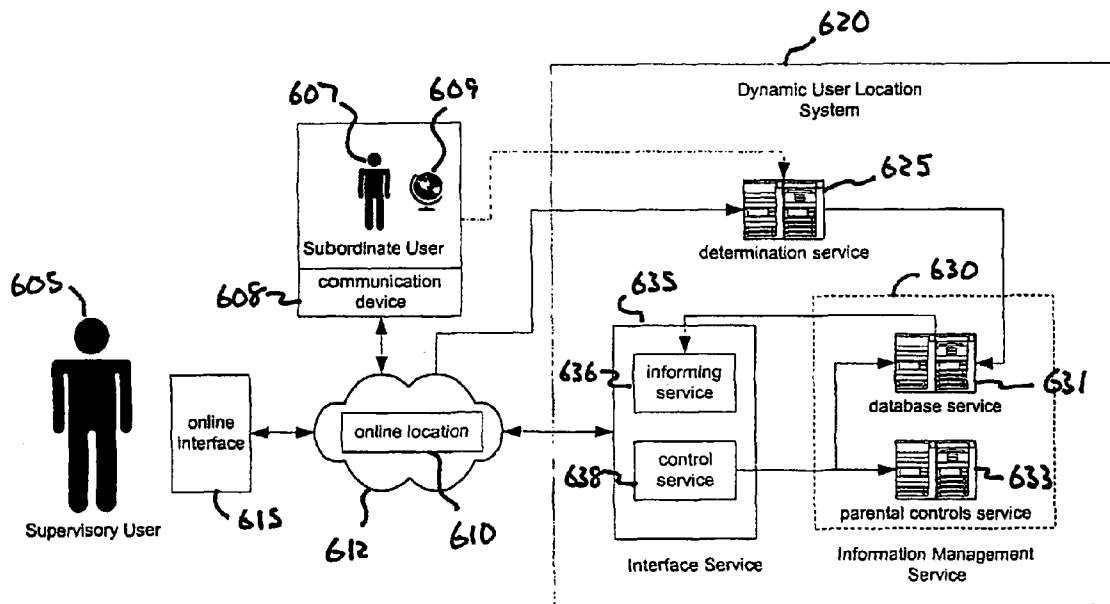 620
Dynamic User Location
System
607
609
625
Subordinate User
determination service
communication
device
608
605
635
630
636
informing
service
631
database service
online
interface
online location
638
control
service
633
parental controls service
615
612
610
Supervisory User
Interface Service
Information Management
Service